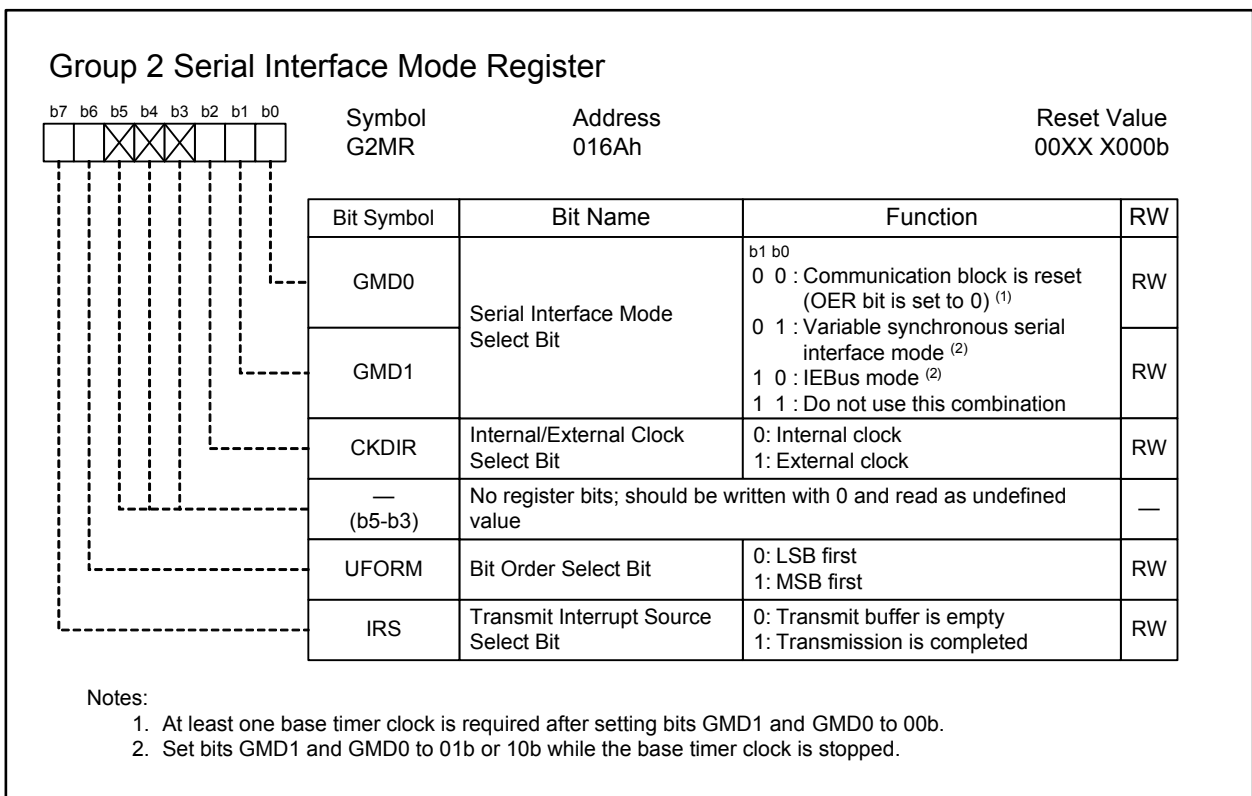 Group 2 Serial Interface Mode Register
b7 b6 b5 b4 b3 b2 b1 b0
Symbol Address Reset Value
G2MR 016Ah 00XX X000b
Bit Symbol Bit Name Function RW
GMD0
GMD1
Serial Interface Mode
Select Bit
b1 b0
0 0 : Communication block is reset
(OER bit is set to 0) (1)
0 1 : Variable synchronous serial
interface mode (2)
1 0 : IEBus mode (2)
1 1 : Do not use this combination
RW
RW
CKDIR
Internal/External Clock
Select Bit
0: Internal clock
1: External clock
RW
—
(b5-b3)
No register bits; should be written with 0 and read as undefined
value
—
UFORM
Bit Order Select Bit
0: LSB first
1: MSB first
RW
IRS
Transmit Interrupt Source
Select Bit
0: Transmit buffer is empty
1: Transmission is completed
RW
Notes:
1. At least one base timer clock is required after setting bits GMD1 and GMD0 to 00b.
2. Set bits GMD1 and GMD0 to 01b or 10b while the base timer clock is stopped.